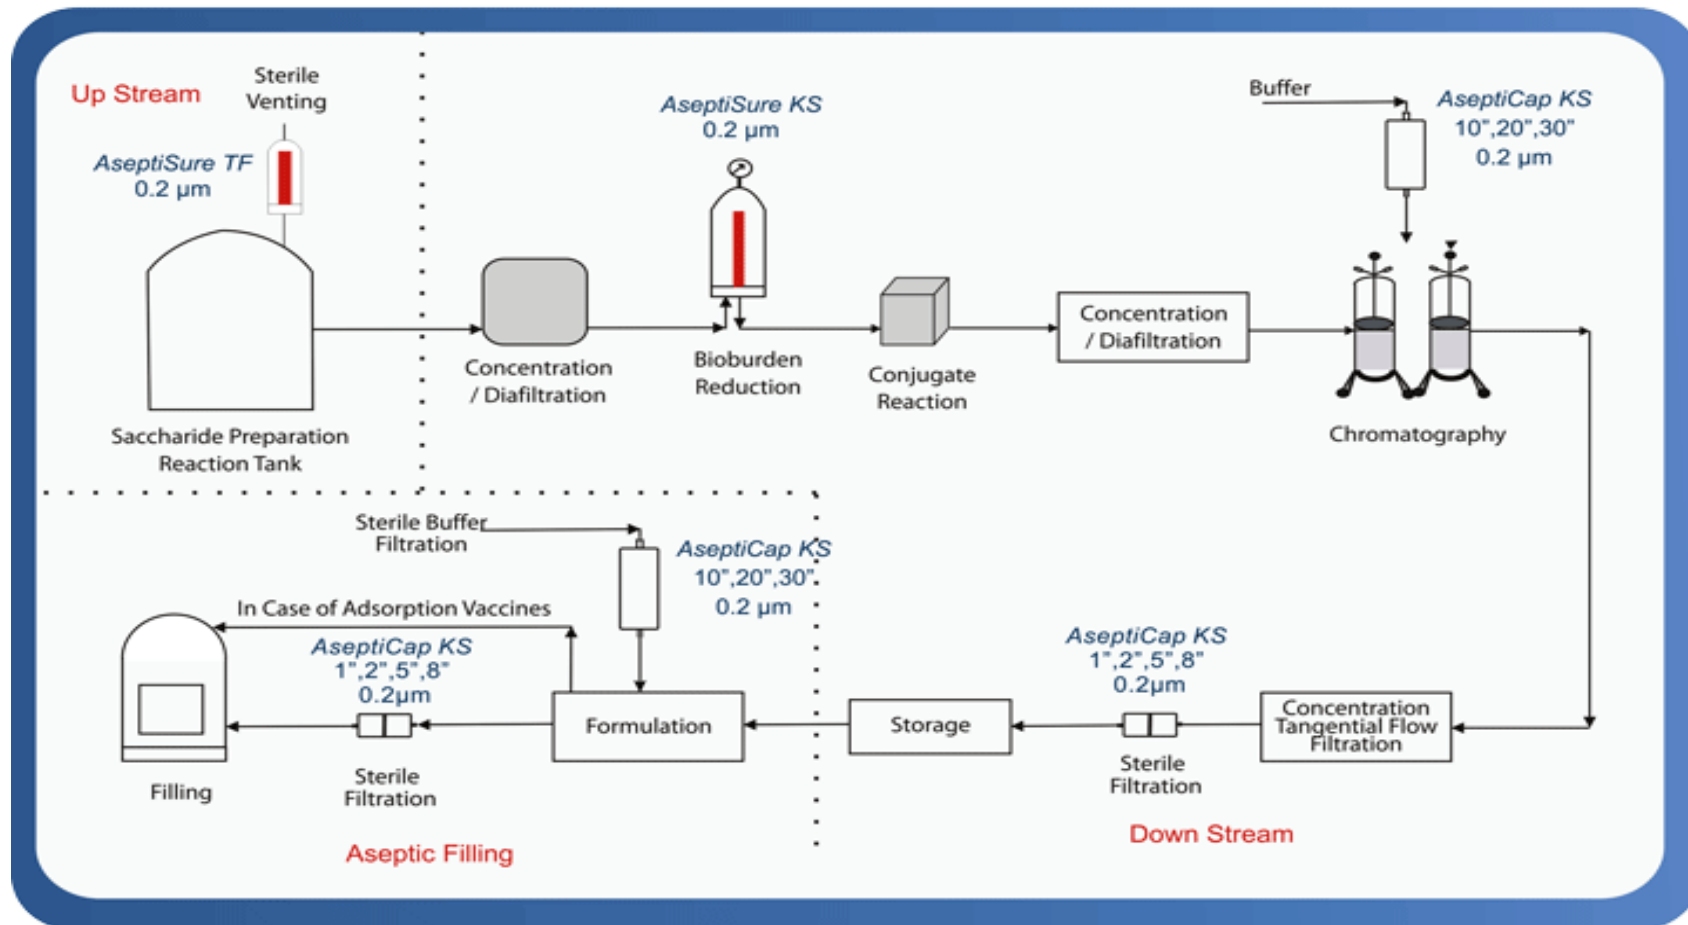 Up Stream
Sterile
Venting
AseptiSure TF
0.2 µm
Saccharide Preparation
Reaction Tank
Concentration
/ Diafiltration
AseptiSure KS
0.2 µm
Bioburden
Reduction
Conjugate
Reaction
Concentration
/ Diafiltration
Buffer
AseptiCap KS
10”,20”,30”
0.2 µm
Chromatography
Sterile Buffer
Filtration
AseptiCap KS
10”,20”,30”
0.2 µm
In Case of Adsorption Vaccines
AseptiCap KS
1”,2”,5”,8”
0.2µm
Filling
Sterile
Filtration
Formulation
Aseptic Filling
Storage
AseptiCap KS
1”,2”,5”,8”
0.2µm
Sterile
Filtration
Concentration
Tangential Flow
Filtration
Down Stream